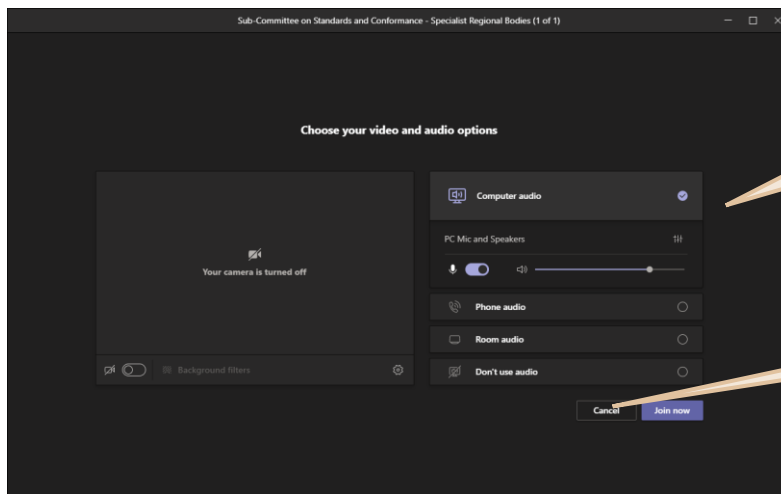 Sub-Committee on Standards and Conformance - Specialist Regional Bodies (1 of 1)
Choose your video and audio options
Your camera is turned off
Background filters
Computer audio
PC Mic and Speakers
Phone audio
Room audio
Don't use audio
Cancel
Join now